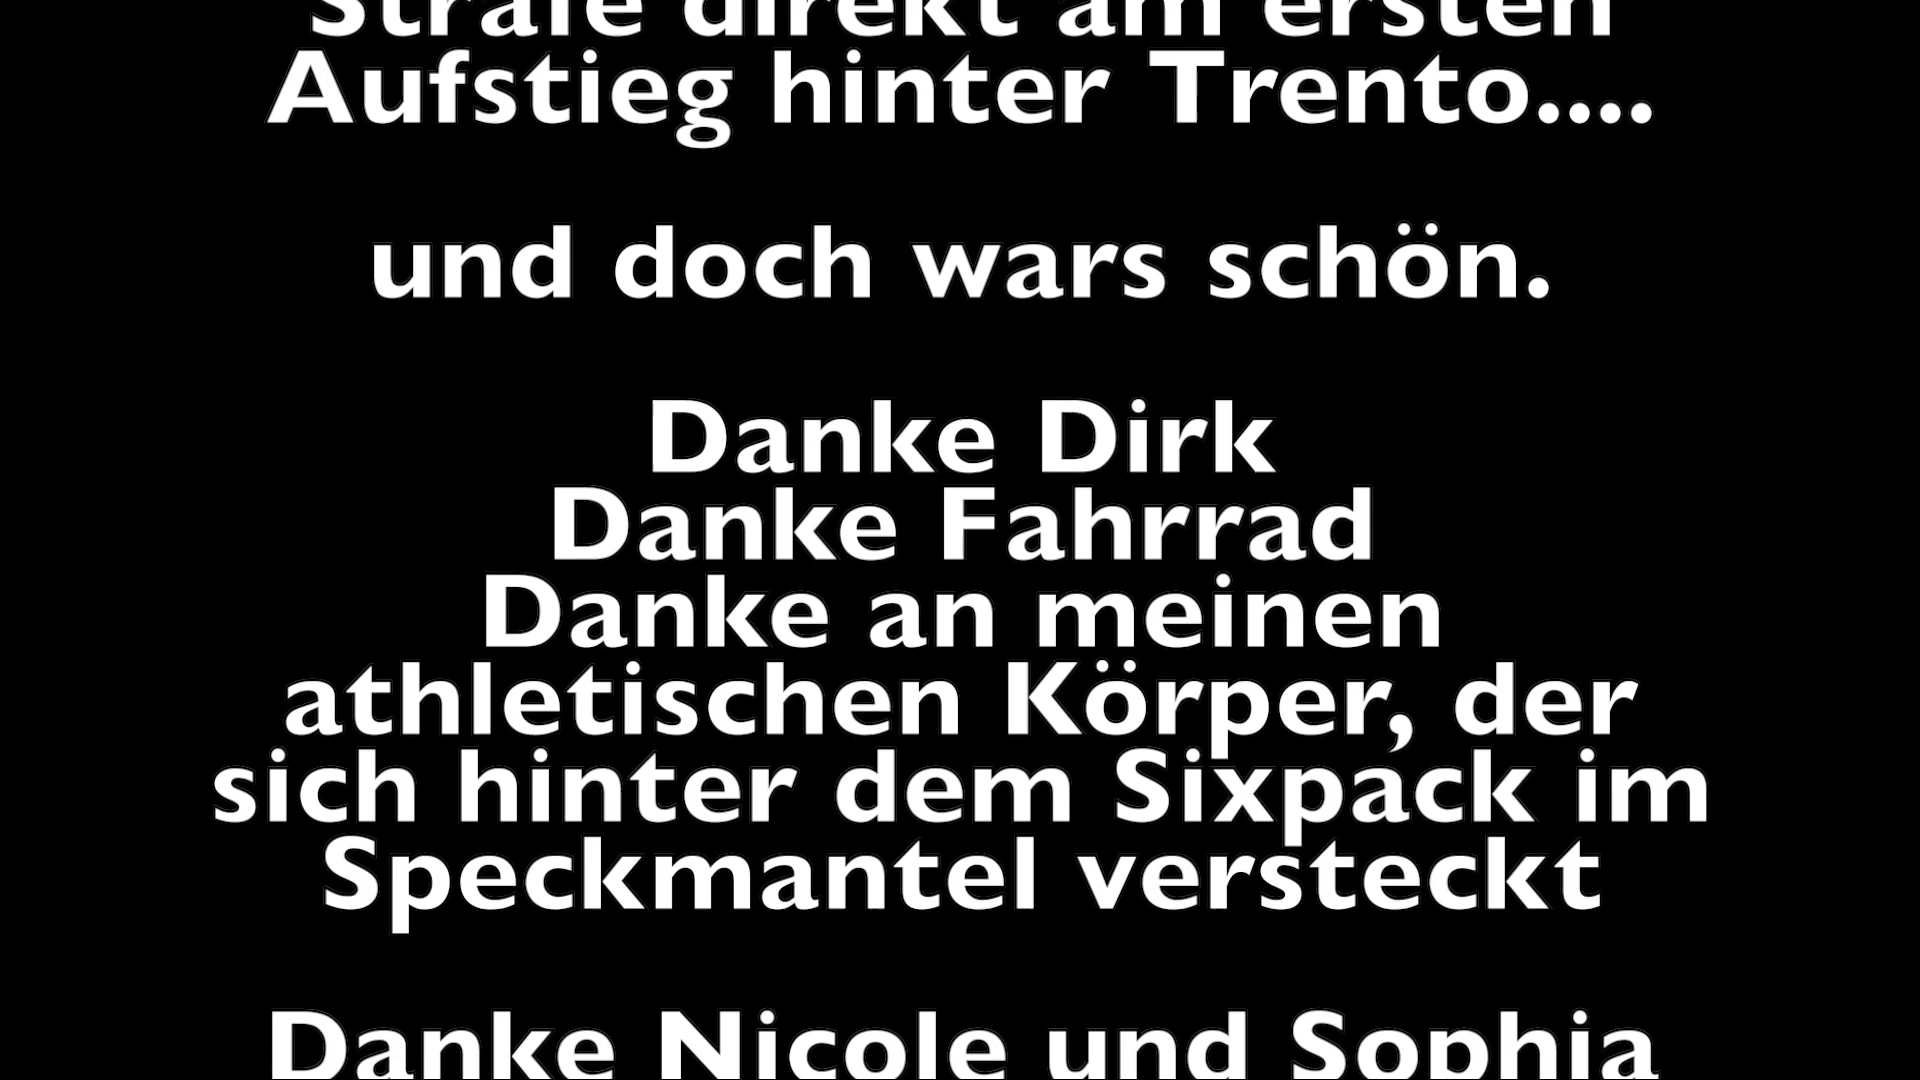 Strafe direkt am ersten
Aufstieg hinter Trento....
und doch wars schön.
Danke Dirk
Danke Fahrrad
Danke an meinen
athletischen Körper, der
sich hinter dem Sixpack im
Speckmantel versteckt
Danke Nicole und Sophia